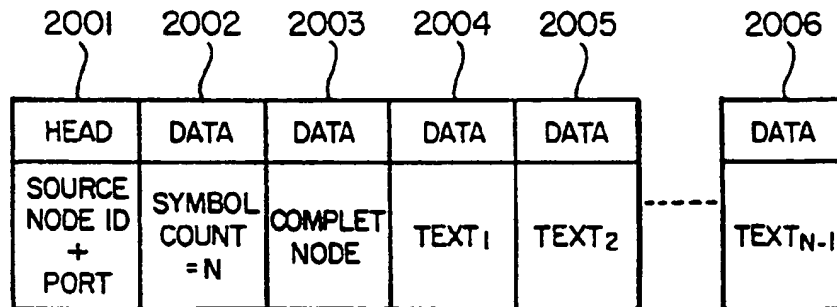 2001 2002 2003 2004 2005 2006
HEAD DATA DATA DATA DATA DATA
SOURCE
NODE ID
+
PORT
SYMBOL
COUNT
=N
COMPLET
NODE
TEXT1
TEXT2
TEXTN-1